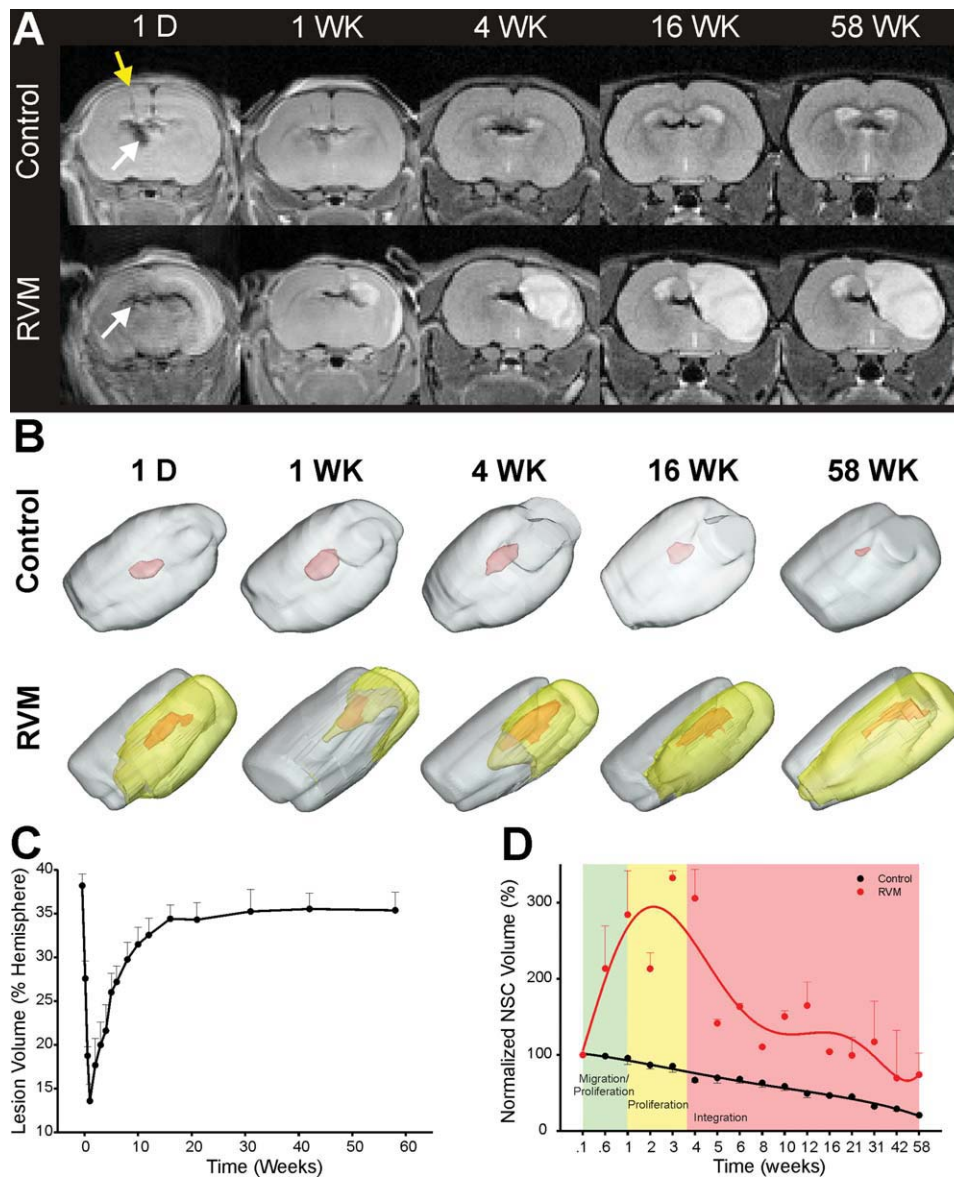 A 1 D 1 WK 4 WK 16 WK 58 WK
Control
RVM
B
1 D 1 WK 4 WK 16 WK 58 WK
Control
RVM
C
Lesion Volume (% Hemisphere)
40
35
30
25
20
15
10
0 10 20 30 40 50 60
Time (Weeks)
D
Normalized NSC Volume (%)
300
200
100
0
Control
RVM
Migration/
Proliferation
Proliferation
Integration
.1 .6 1 2 3 4 5 6 8 10 12 16 21 31 42 58
Time (weeks)